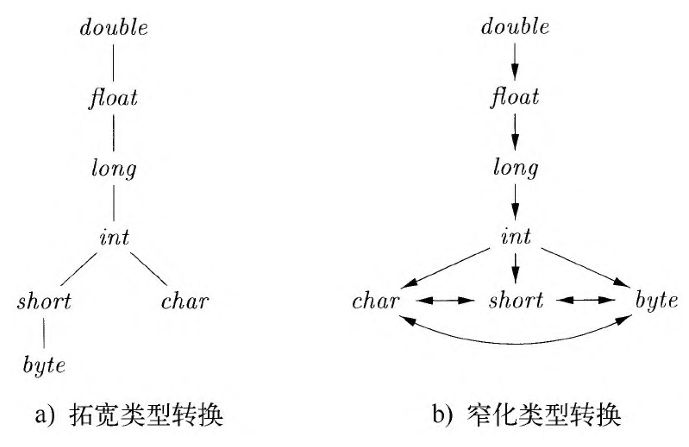 double
float
long
int
short char
byte
a) 拓宽类型转换
double
float
long
int
char short byte
b) 窄化类型转换